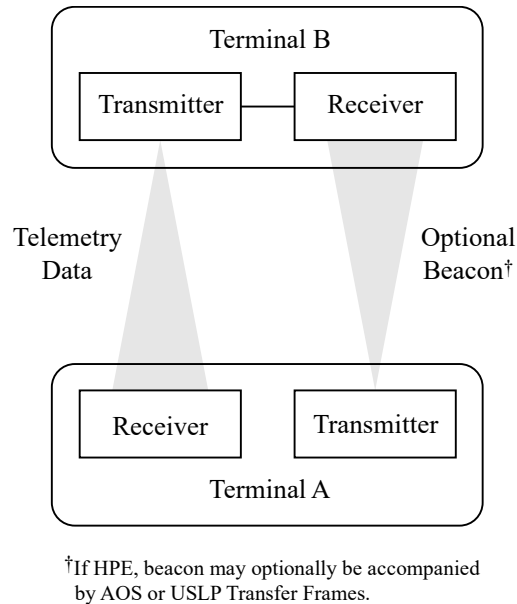 Terminal B
Transmitter
Receiver
Telemetry
Data
Optional
Beacon†
Receiver
Transmitter
Terminal A
†If HPE, beacon may optionally be accompanied
by AOS or USLP Transfer Frames.